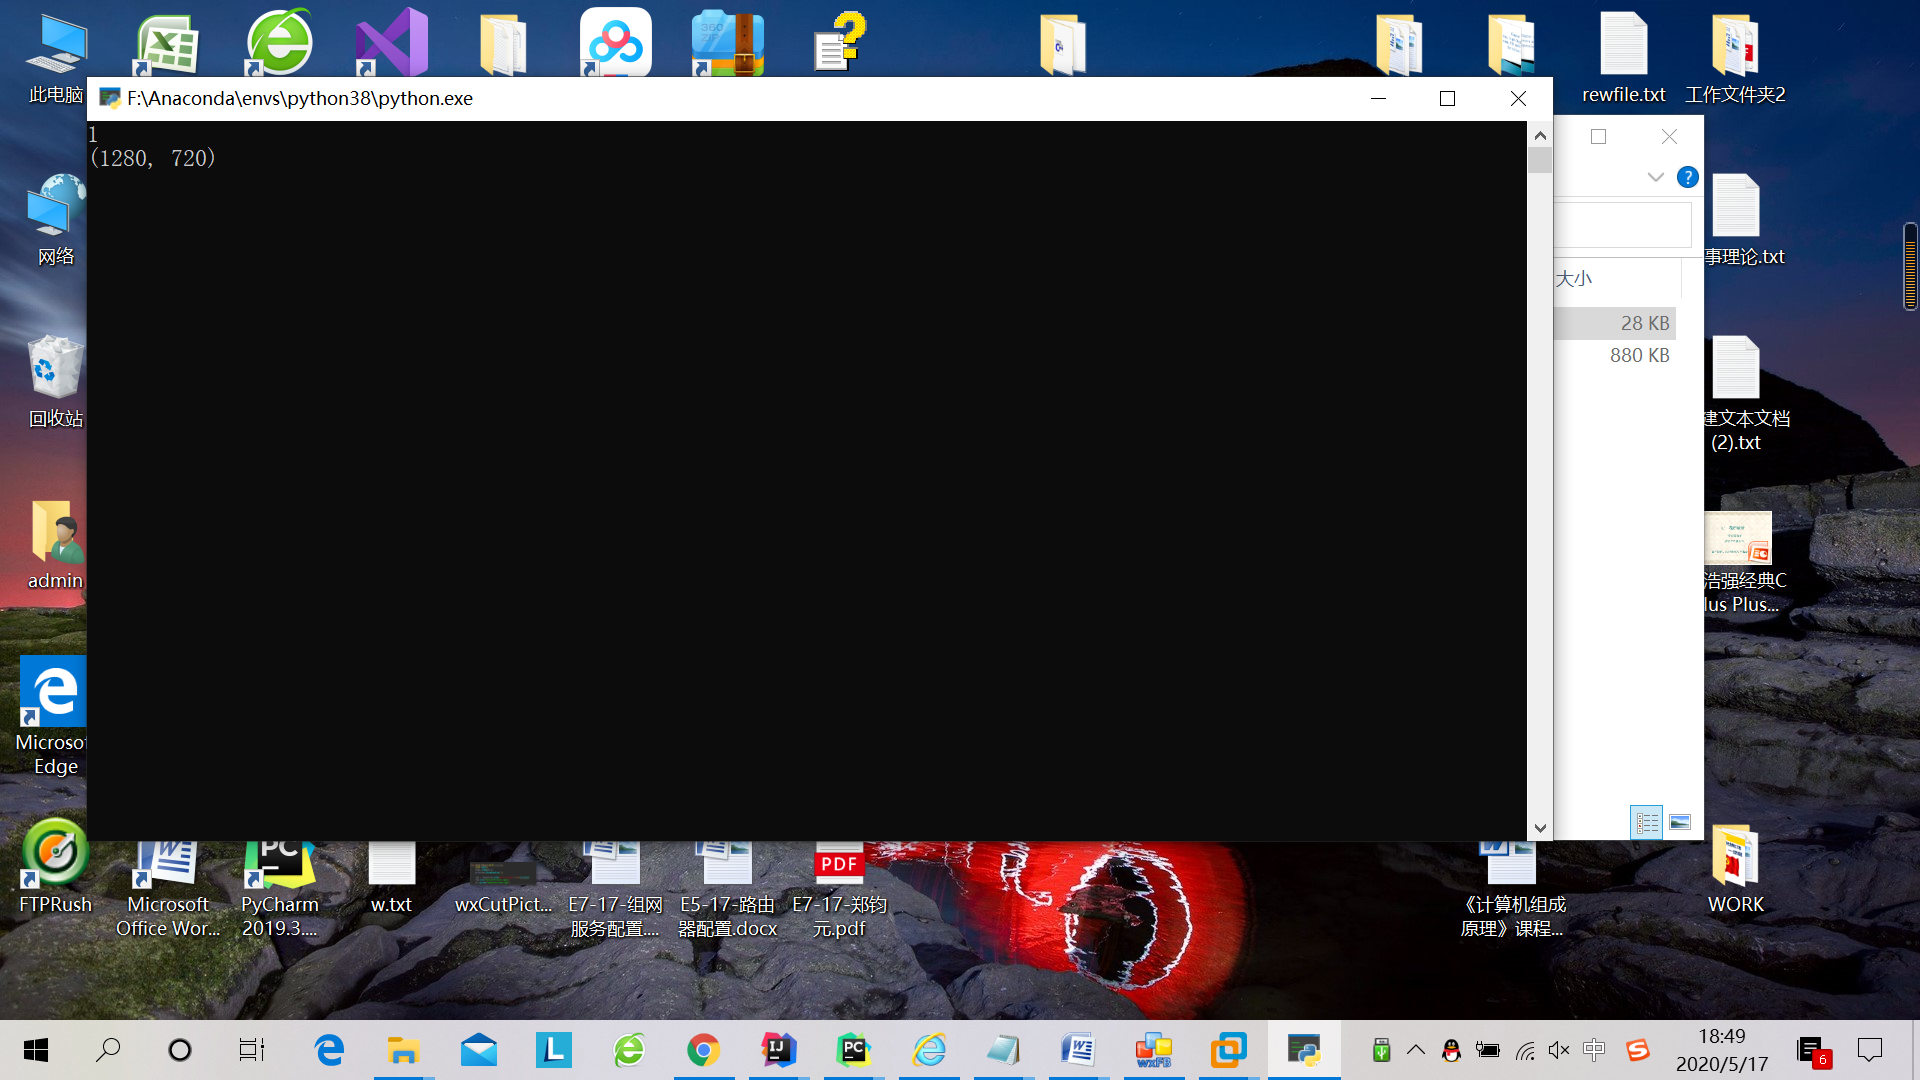 此电脑
rewfile.txt
工作文件夹2
F:\Anaconda\envs\python38\python.exe
1
(1280, 720)
网络
事理论.txt
大小
28 KB
880 KB
回收站
建文本文档
(2).txt
admin
浩强经典C
lus Plus...
Microsof
Edge
FTPRush
Microsoft
Office Wor...
PyCharm
2019.3....
w.txt
wxCutPict...
E7-17-组网
服务配置....
E5-17-路由
器配置.docx
PDF
E7-17-郑钧
元.pdf
《计算机组成
原理》课程...
WORK
中
18:49
2020/5/17
6